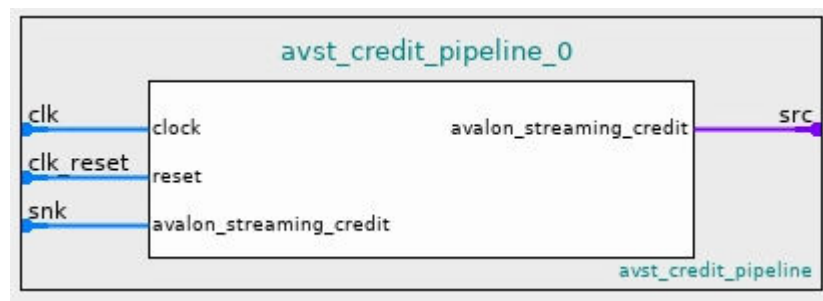 avst_credit_pipeline_0
clk
clock
avalon_streaming_credit
src
clk_reset
reset
snk
avalon_streaming_credit
avst_credit_pipeline